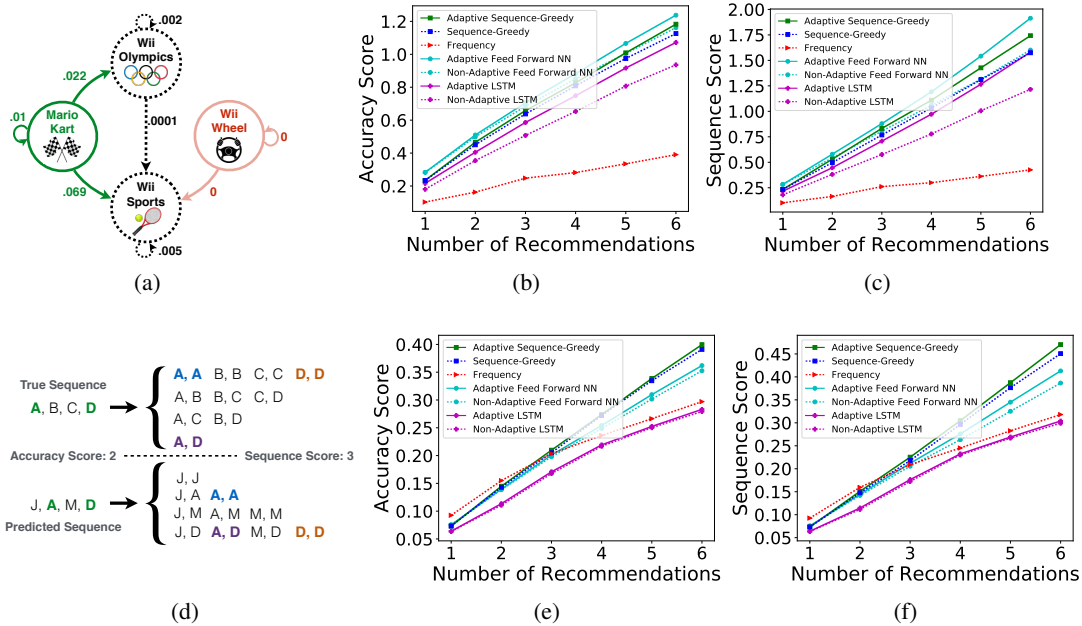 .002
Wii
Olympics
.022
.01
Mario
Kart
.0001
Wii
Wheel
0
.069
0
Wii
Sports
.005
(a)
Accuracy Score
1.2
1.0
0.8
0.6
0.4
0.2
Adaptive Sequence-Greedy
Sequence-Greedy
Frequency
Adaptive Feed Forward NN
Non-Adaptive Feed Forward NN
Adaptive LSTM
Non-Adaptive LSTM
1 2 3 4 5 6
Number of Recommendations
(b)
Sequence Score
2.00
1.75
1.50
1.25
1.00
0.75
0.50
0.25
Adaptive Sequence-Greedy
Sequence-Greedy
Frequency
Adaptive Feed Forward NN
Non-Adaptive Feed Forward NN
Adaptive LSTM
Non-Adaptive LSTM
1 2 3 4 5 6
Number of Recommendations
(c)
True Sequence
A, B, C, D
A, A B, B C, C D, D
A, B B, C C, D
A, C B, D
A, D
Accuracy Score: 2 Sequence Score: 3
J, A, M, D
Predicted Sequence
J, J
J, A A, A
J, M A, M M, M
J, D A, D M, D D, D
(d)
Accuracy Score
0.40
0.35
0.30
0.25
0.20
0.15
0.10
0.05
Adaptive Sequence-Greedy
Sequence-Greedy
Frequency
Adaptive Feed Forward NN
Non-Adaptive Feed Forward NN
Adaptive LSTM
Non-Adaptive LSTM
1 2 3 4 5 6
Number of Recommendations
(e)
Sequence Score
0.45
0.40
0.35
0.30
0.25
0.20
0.15
0.10
0.05
Adaptive Sequence-Greedy
Sequence-Greedy
Frequency
Adaptive Feed Forward NN
Non-Adaptive Feed Forward NN
Adaptive LSTM
Non-Adaptive LSTM
1 2 3 4 5 6
Number of Recommendations
(f)